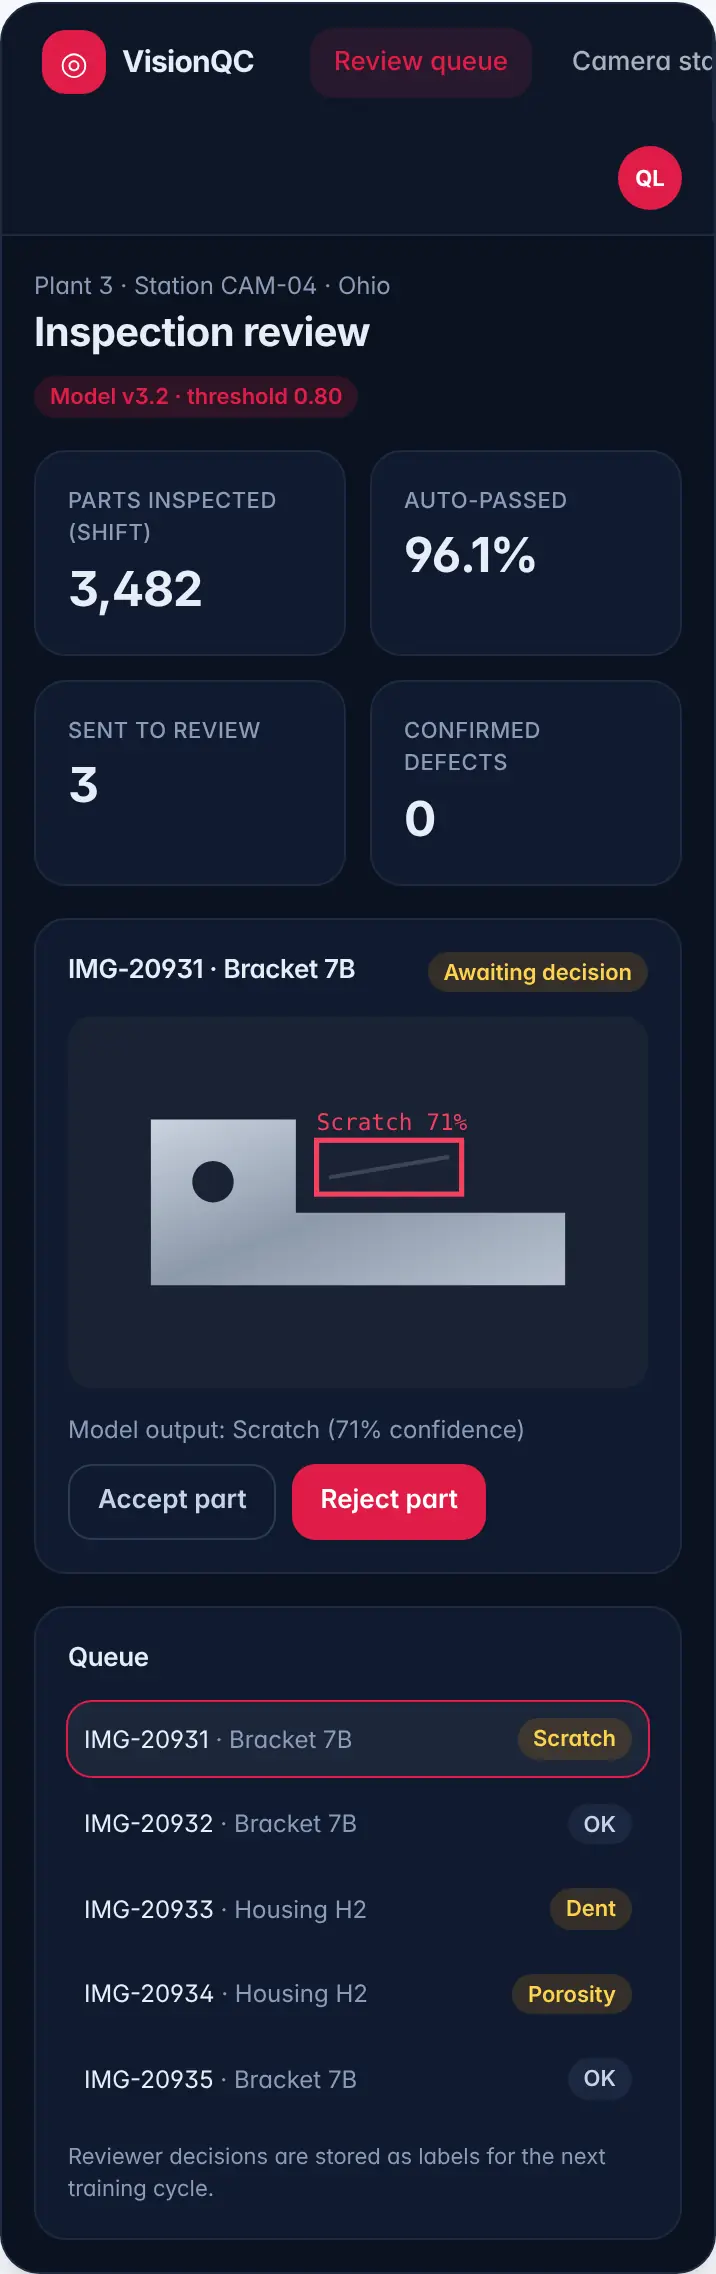 VisionQC
Review queue
Camera sta
QL
Plant 3 · Station CAM-04 · Ohio
Inspection review
Model v3.2 · threshold 0.80
PARTS INSPECTED
(SHIFT)
3,482
AUTO-PASSED
96.1%
SENT TO REVIEW
3
CONFIRMED
DEFECTS
0
IMG-20931 · Bracket 7B
Awaiting decision
Scratch 71%
Model output: Scratch (71% confidence)
Accept part
Reject part
Queue
IMG-20931 · Bracket 7B
Scratch
IMG-20932 · Bracket 7B
OK
IMG-20933 · Housing H2
Dent
IMG-20934 · Housing H2
Porosity
IMG-20935 · Bracket 7B
OK
Reviewer decisions are stored as labels for the next
training cycle.